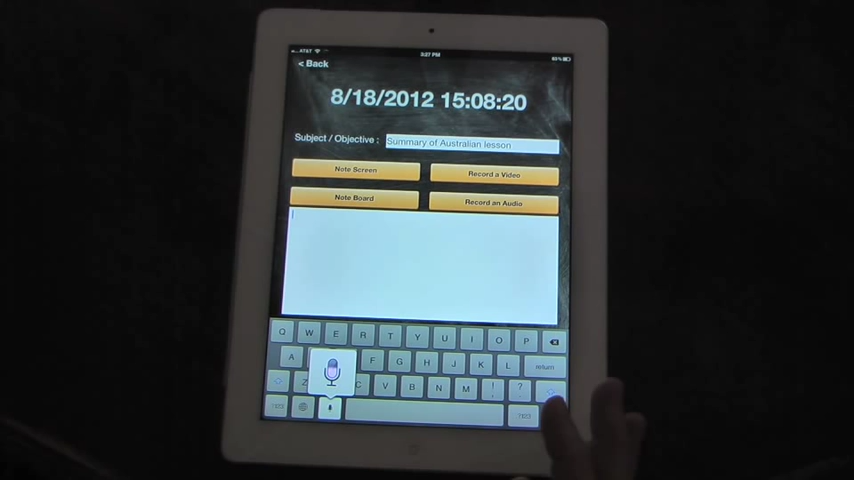 AT&T 3:27 PM
< Back
8/18/2012 15:08:20
Subject / Objective : Summary of Australian lesson
Note Screen Record a Video
Note Board Record an Audio
Q W E R T Y U I O P
A F G H J K L return
Z C V B N M ! ?
.?123 .?123